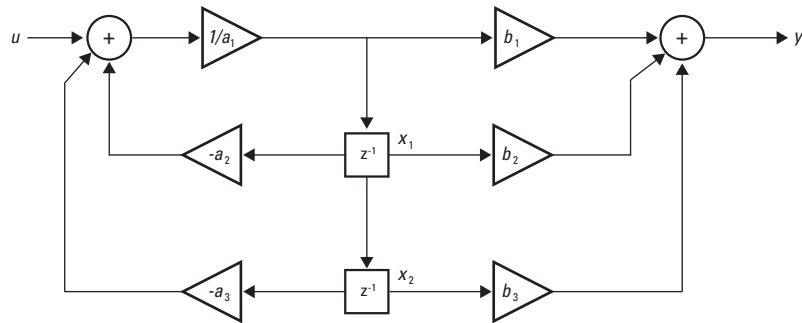 u + 1/a₁ b₁ + y
-a₂ z⁻¹ x₁ b₂
-a₃ z⁻¹ x₂ b₃